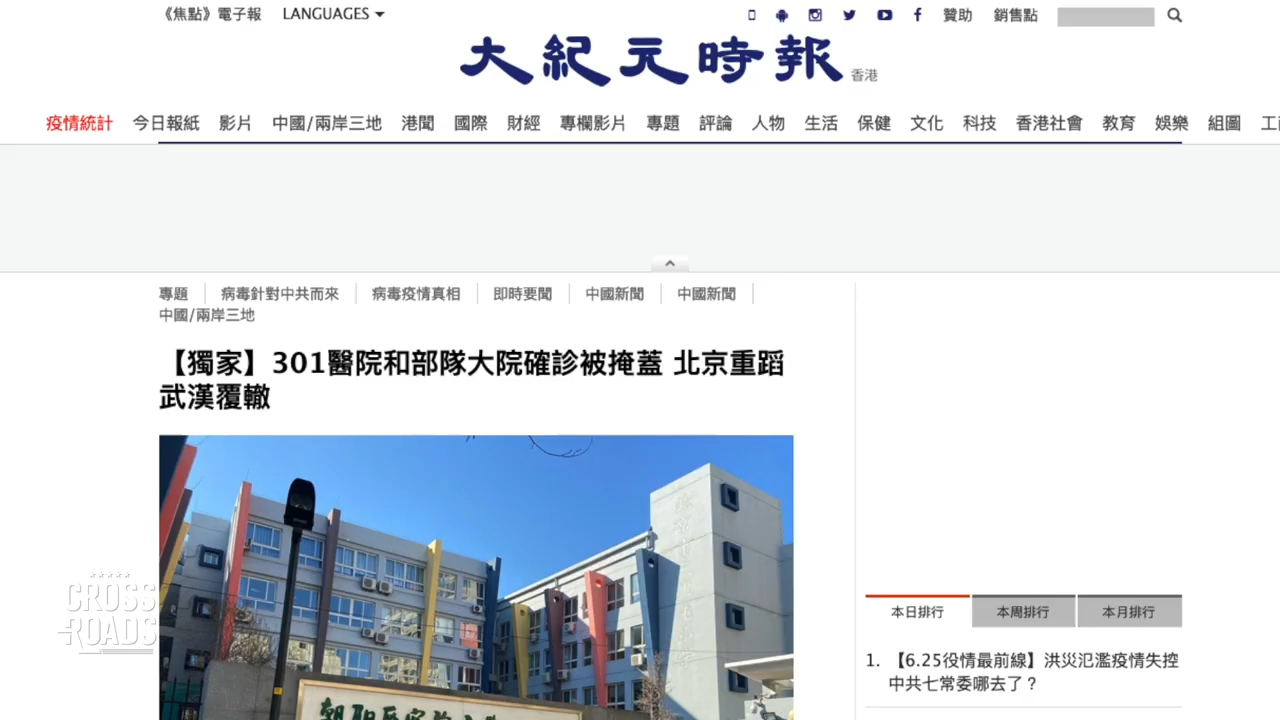 《焦點》電子報 LANGUAGES 贊助 銷售點
大紀元時報 香港
疫情統計 今日報紙 影片 中國/兩岸三地 港聞 國際 財經 專欄影片 專題 評論 人物 生活 保健 文化 科技 香港社會 教育 娛樂 組圖
專題 病毒針對中共而來 病毒疫情真相 即時要聞 中國新聞 中國新聞
中國/兩岸三地
【獨家】301醫院和部隊大院確診被掩蓋 北京重蹈
武漢覆轍
CROSS
ROADS
本日排行 本周排行 本月排行
1. 【6.25役情最前線】洪災氾濫疫情失控
中共七常委哪去了？